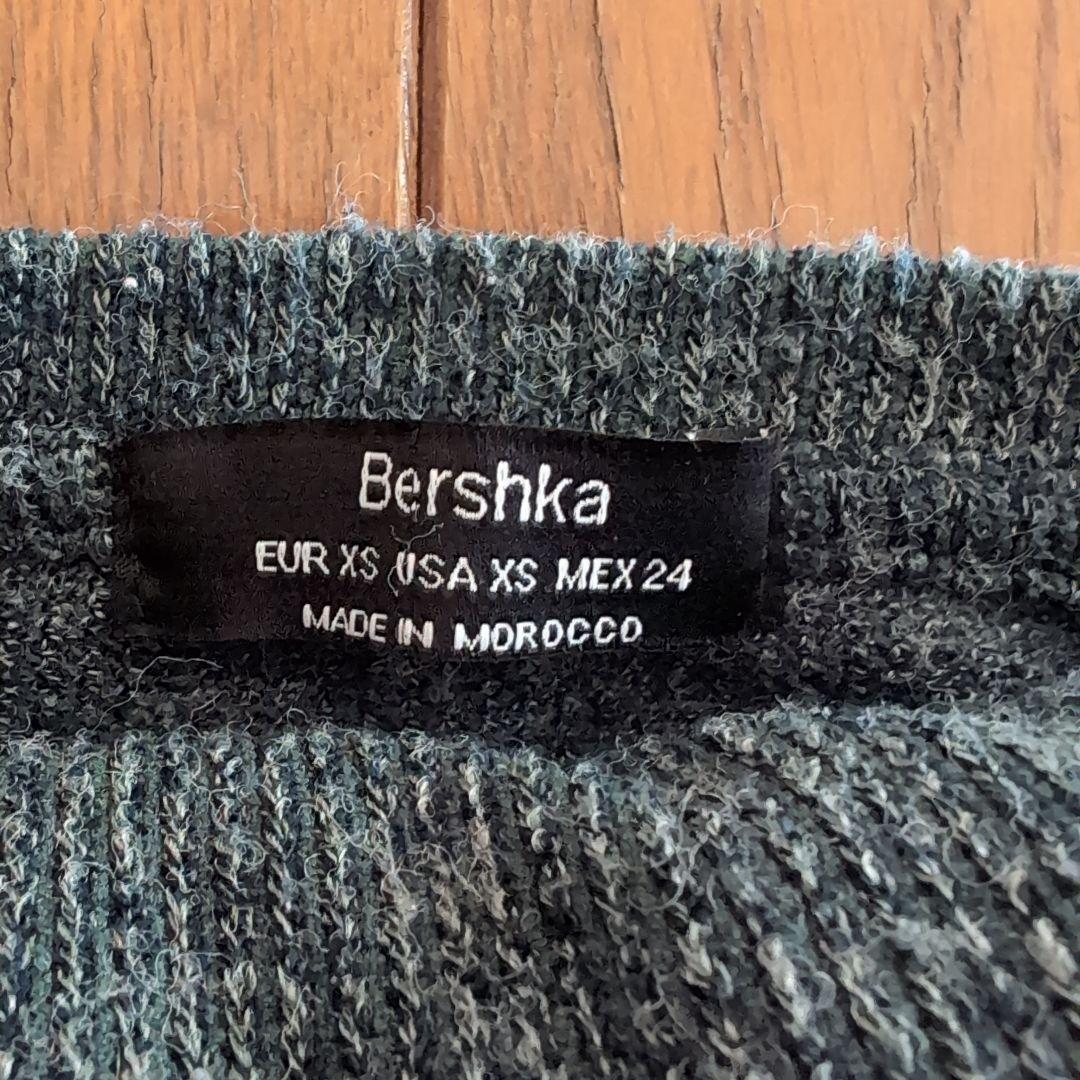 Bershka
EUR XS USA XS MEX 24
MADE IN MOROCCO